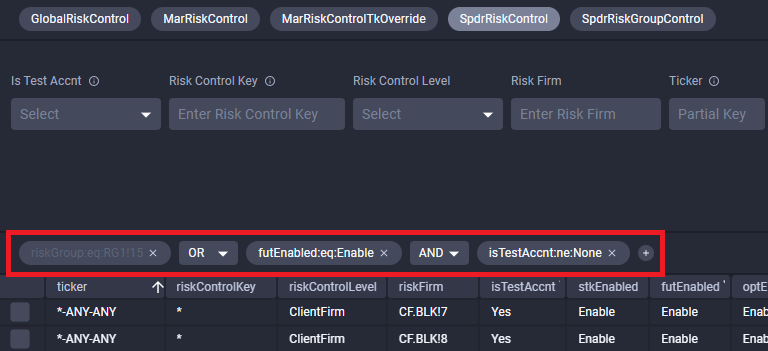 GlobalRiskControl MarRiskControl MarRiskControlTkOverride SpdrRiskControl SpdrRiskGroupControl
Is Test Accnt Risk Control Key Risk Control Level Risk Firm Ticker
Select Enter Risk Control Key Select Enter Risk Firm Partial Key
riskGroup:eq:RG1!15 × OR futEnabled:eq:Enable × AND isTestAccnt:ne:None × +
ticker riskControlKey riskControlLevel riskFirm isTestAccnt stkEnabled futEnabled optE
*-ANY-ANY * ClientFirm CF.BLK!7 Yes Enable Enable Enable
*-ANY-ANY * ClientFirm CF.BLK!8 Yes Enable Enable Enable